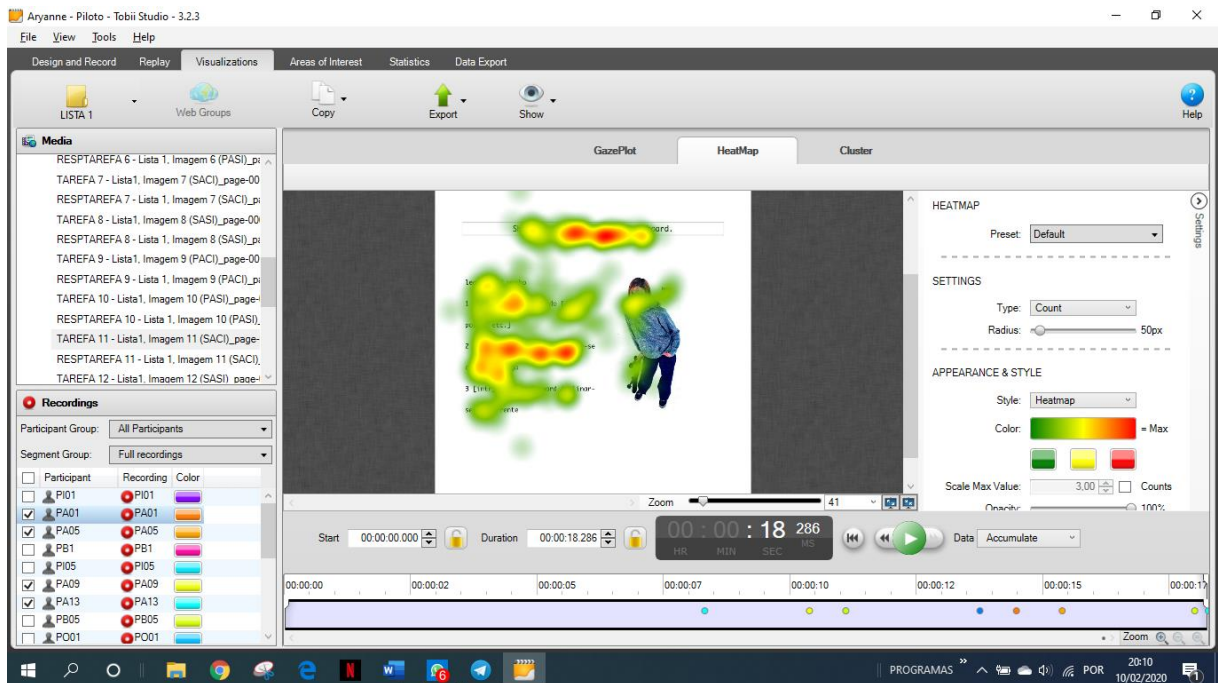 Aryanne - Piloto - Tobii Studio - 3.2.3
File View Tools Help
Design and Record Replay Visualizations Areas of Interest Statistics Data Export
LISTA 1 Web Groups Copy Export Show Help
Media
RESPTAREFA 6 - Lista 1, Imagem 6 (PASI)_pa
TAREFA 7 - Lista1, Imagem 7 (SACI)_page-00
RESPTAREFA 7 - Lista 1, Imagem 7 (SACI)_pa
TAREFA 8 - Lista1, Imagem 8 (SASI)_page-00
RESPTAREFA 8 - Lista 1, Imagem 8 (SASI)_pa
TAREFA 9 - Lista1, Imagem 9 (PACI)_page-00
RESPTAREFA 9 - Lista 1, Imagem 9 (PACI)_pa
TAREFA 10 - Lista1, Imagem 10 (PASI)_page-
RESPTAREFA 10 - Lista 1, Imagem 10 (PASI)_
TAREFA 11 - Lista1, Imagem 11 (SACI)_page-
RESPTAREFA 11 - Lista 1, Imagem 11 (SACI)_
TAREFA 12 - Lista1, Imagem 12 (SASI)_page-
Recordings
Participant Group: All Participants
Segment Group: Full recordings
Participant Recording Color
PI01 PI01
PA01 PA01
PA05 PA05
PB1 PB1
PI05 PI05
PA09 PA09
PA13 PA13
PB05 PB05
PO01 PO01
GazePlot HeatMap Cluster
HEATMAP
Preset: Default
SETTINGS
Type: Count
Radius: 50px
APPEARANCE & STYLE
Style: Heatmap
Color: = Max
Scale Max Value: 3,00 Counts
Opacity: 100%
Settings
Zoom 41
Start 00:00:00.000 Duration 00:00:18.286 00 : 00 : 18 286 Data Accumulate
HR MIN SEC MS
00:00:00 00:00:02 00:00:05 00:00:07 00:00:10 00:00:12 00:00:15 00:00:17
Zoom
PROGRAMAS POR 20:10
10/02/2020